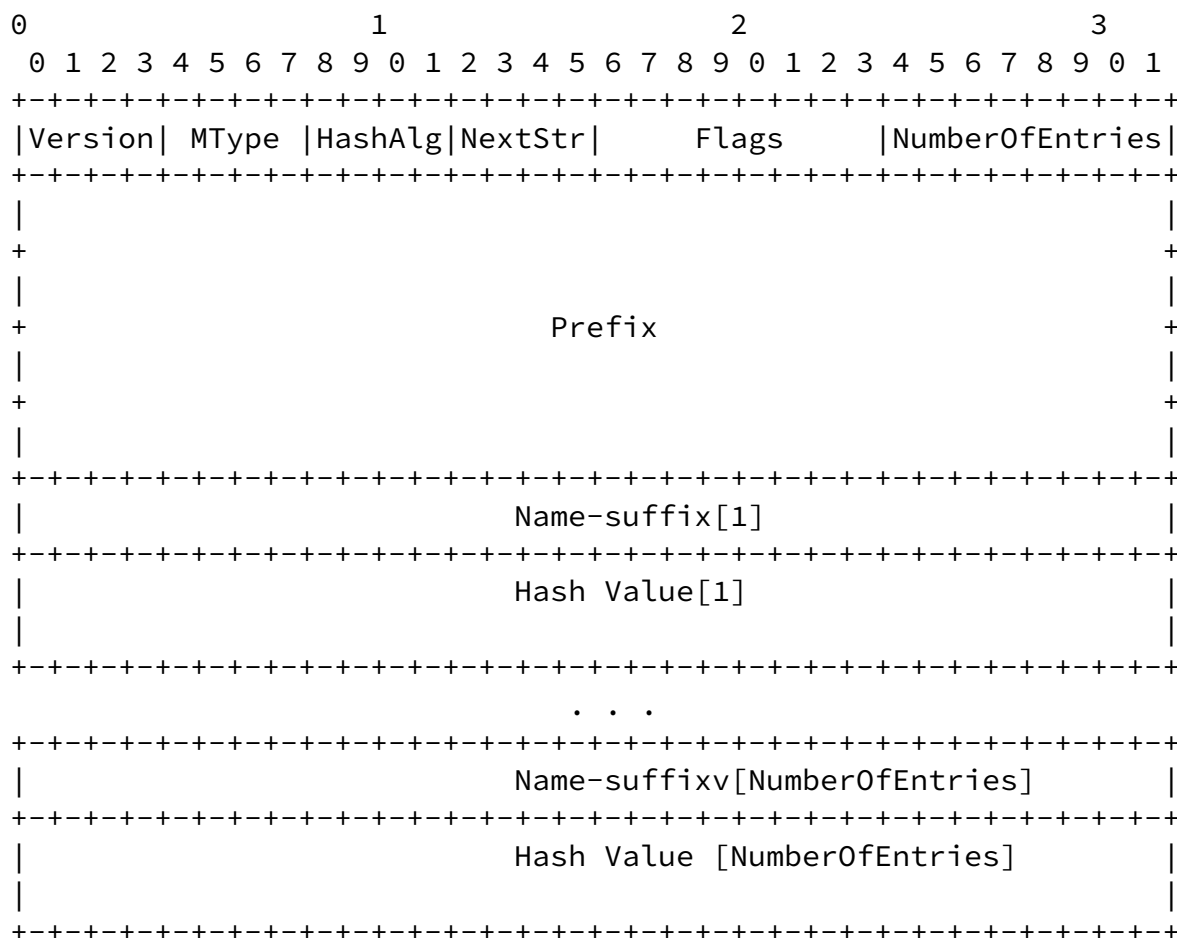 0                   1                   2                   3
 0 1 2 3 4 5 6 7 8 9 0 1 2 3 4 5 6 7 8 9 0 1 2 3 4 5 6 7 8 9 0 1
+-+-+-+-+-+-+-+-+-+-+-+-+-+-+-+-+-+-+-+-+-+-+-+-+-+-+-+-+-+-+-+-+
|Version| MType |HashAlg|NextStr|     Flags     |NumberOfEntries|
+-+-+-+-+-+-+-+-+-+-+-+-+-+-+-+-+-+-+-+-+-+-+-+-+-+-+-+-+-+-+-+-+
|                                                               |
+                                                               +
|                                                               |
+                             Prefix                            +
|                                                               |
+                                                               +
|                                                               |
+-+-+-+-+-+-+-+-+-+-+-+-+-+-+-+-+-+-+-+-+-+-+-+-+-+-+-+-+-+-+-+-+
|                           Name-suffix[1]                      |
+-+-+-+-+-+-+-+-+-+-+-+-+-+-+-+-+-+-+-+-+-+-+-+-+-+-+-+-+-+-+-+-+
|                           Hash Value[1]                       |
|                                                               |
+-+-+-+-+-+-+-+-+-+-+-+-+-+-+-+-+-+-+-+-+-+-+-+-+-+-+-+-+-+-+-+-+
                              . . .
+-+-+-+-+-+-+-+-+-+-+-+-+-+-+-+-+-+-+-+-+-+-+-+-+-+-+-+-+-+-+-+-+
|                           Name-suffixv[NumberOfEntries]       |
+-+-+-+-+-+-+-+-+-+-+-+-+-+-+-+-+-+-+-+-+-+-+-+-+-+-+-+-+-+-+-+-+
|                           Hash Value [NumberOfEntries]        |
|                                                               |
+-+-+-+-+-+-+-+-+-+-+-+-+-+-+-+-+-+-+-+-+-+-+-+-+-+-+-+-+-+-+-+-+